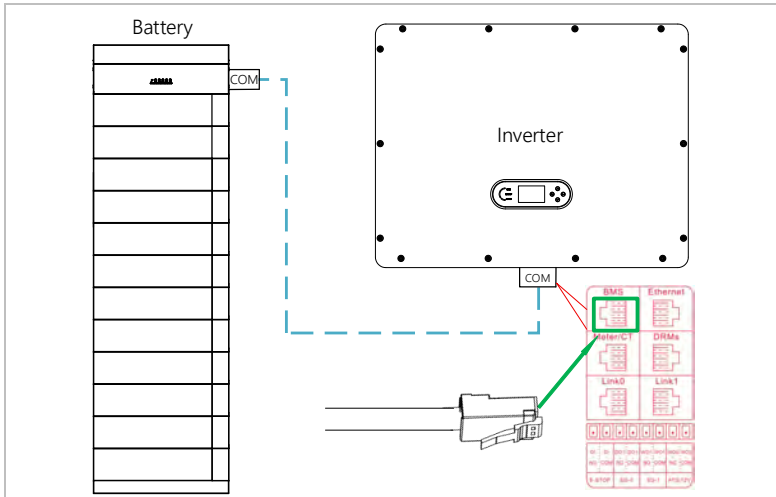 Battery
COM
Inverter
COM
BMS Ethernet
Meter/CT DRMs
Link0 Link1
E-STOP